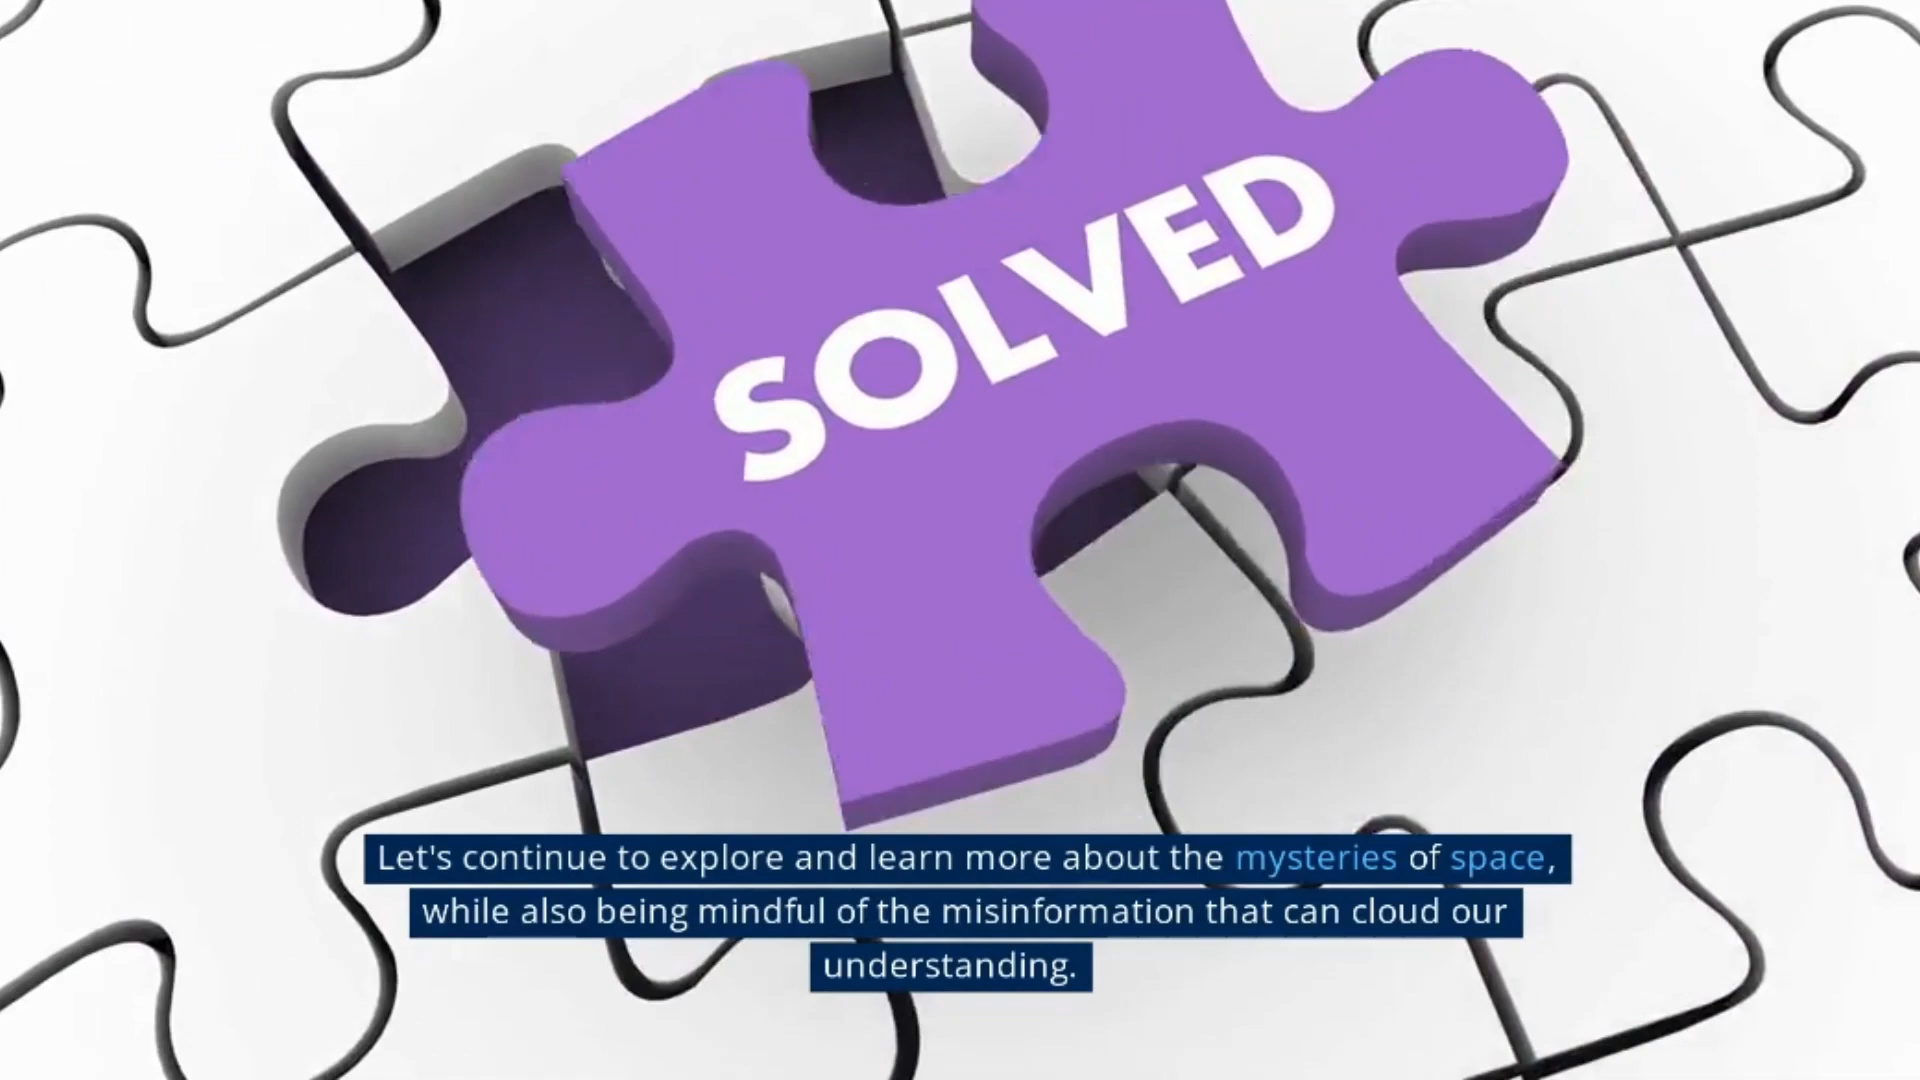 SOLVED
Let's continue to explore and learn more about the mysteries of space,
while also being mindful of the misinformation that can cloud our
understanding.